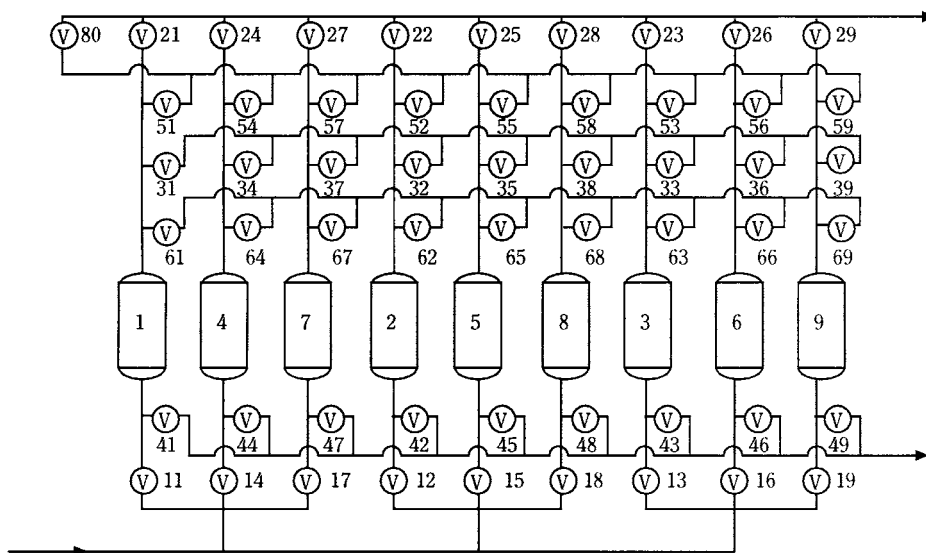 V 80 V 21 V 24 V 27 V 22 V 25 V 28 V 23 V 26 V 29
V V V V V V V V V
51 54 57 52 55 58 53 56 59
V V V V V V V V V
31 34 37 32 35 38 33 36 39
V V V V V V V V V
61 64 67 62 65 68 63 66 69
1 4 7 2 5 8 3 6 9
V V V V V V V V V
41 44 47 42 45 48 43 46 49
V 11 V 14 V 17 V 12 V 15 V 18 V 13 V 16 V 19